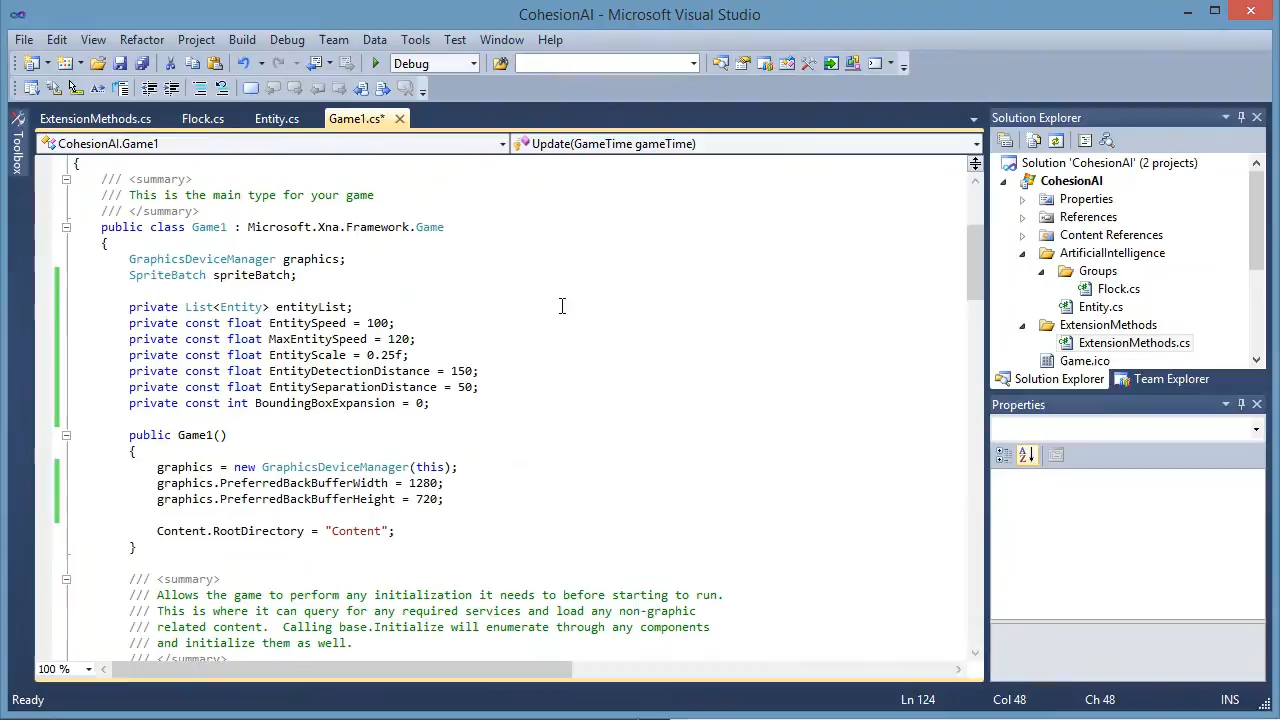 CohesionAI - Microsoft Visual Studio
File Edit View Refactor Project Build Debug Team Data Tools Test Window Help
Debug
ExtensionMethods.cs Flock.cs Entity.cs Game1.cs*
CohesionAI.Game1 Update(GameTime gameTime)
Toolbox
{
/// <summary>
/// This is the main type for your game
/// </summary>
public class Game1 : Microsoft.Xna.Framework.Game
{
GraphicsDeviceManager graphics;
SpriteBatch spriteBatch;
private List<Entity> entityList;
private const float EntitySpeed = 100;
private const float MaxEntitySpeed = 120;
private const float EntityScale = 0.25f;
private const float EntityDetectionDistance = 150;
private const float EntitySeparationDistance = 50;
private const int BoundingBoxExpansion = 0;
public Game1()
{
graphics = new GraphicsDeviceManager(this);
graphics.PreferredBackBufferWidth = 1280;
graphics.PreferredBackBufferHeight = 720;
Content.RootDirectory = "Content";
}
/// <summary>
/// Allows the game to perform any initialization it needs to before starting to run.
/// This is where it can query for any required services and load any non-graphic
/// related content.  Calling base.Initialize will enumerate through any components
/// and initialize them as well.
/// </summary>
100 %
Solution Explorer
Solution 'CohesionAI' (2 projects)
CohesionAI
Properties
References
Content References
ArtificialIntelligence
Groups
Flock.cs
Entity.cs
ExtensionMethods
ExtensionMethods.cs
Game.ico
Solution Explorer Team Explorer
Properties
Ready Ln 124 Col 48 Ch 48 INS